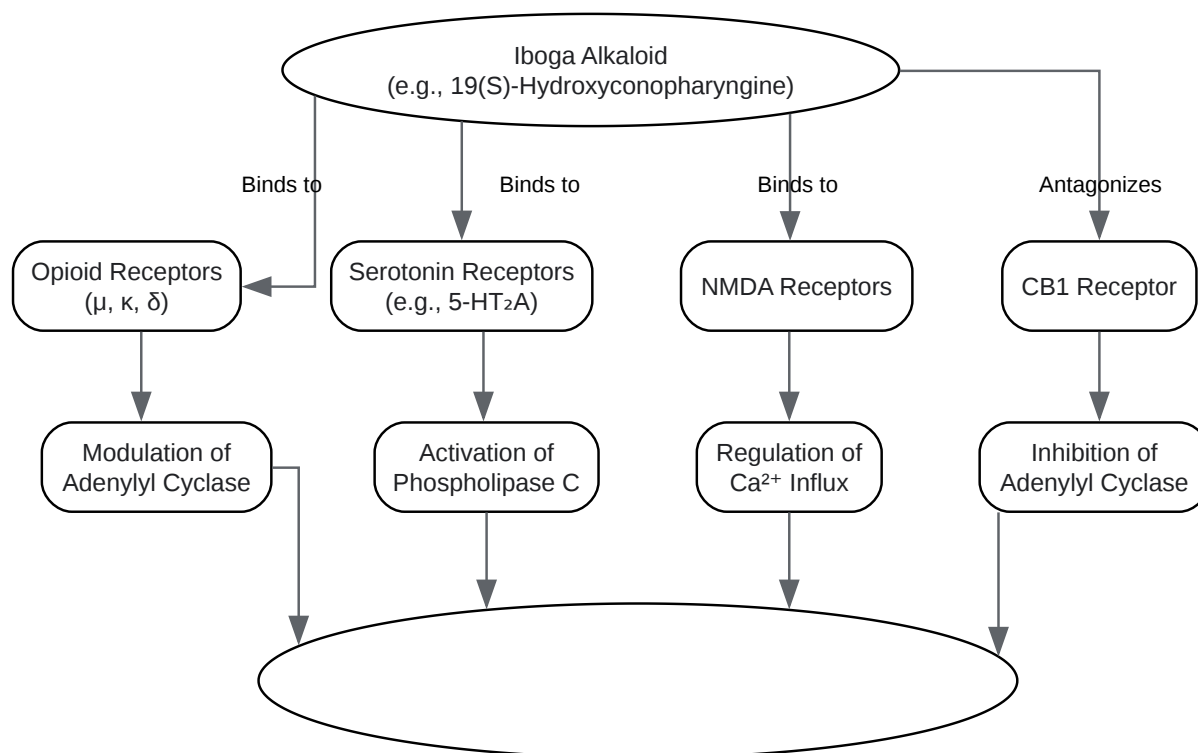 Iboga Alkaloid
(e.g., 19(S)-Hydroxyconopharyngine)
Binds to
Binds to
Binds to
Antagonizes
Opioid Receptors
(μ, κ, δ)
Serotonin Receptors
(e.g., 5-HT₂A)
NMDA Receptors
CB1 Receptor
Modulation of
Adenylyl Cyclase
Activation of
Phospholipase C
Regulation of
Ca²⁺ Influx
Inhibition of
Adenylyl Cyclase